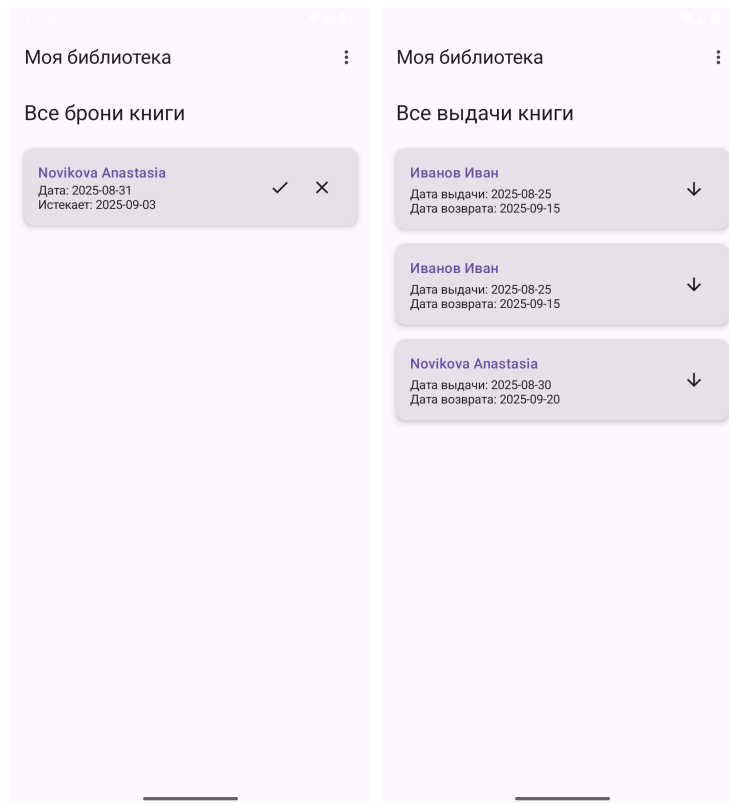 Моя библиотека
Все брони книги
Novikova Anastasia
Дата: 2025-08-31
Истекает: 2025-09-03
Моя библиотека
Все выдачи книги
Иванов Иван
Дата выдачи: 2025-08-25
Дата возврата: 2025-09-15
Иванов Иван
Дата выдачи: 2025-08-25
Дата возврата: 2025-09-15
Novikova Anastasia
Дата выдачи: 2025-08-30
Дата возврата: 2025-09-20